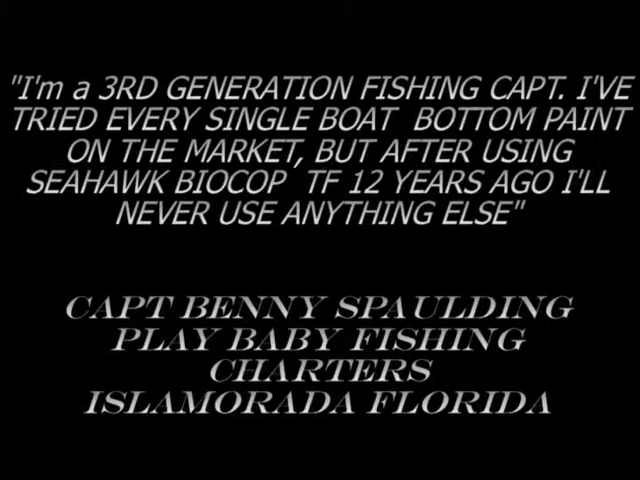 "I'm a 3RD GENERATION FISHING CAPT. I'VE
TRIED EVERY SINGLE BOAT BOTTOM PAINT
ON THE MARKET, BUT AFTER USING
SEAHAWK BIOCOP TF 12 YEARS AGO I'LL
NEVER USE ANYTHING ELSE"
CAPT BENNY SPAULDING
PLAY BABY FISHING
CHARTERS
ISLAMORADA FLORIDA